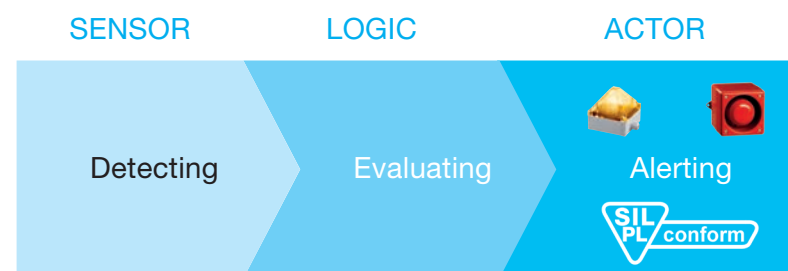 SENSOR LOGIC ACTOR
Detecting Evaluating Alerting
SIL
PL conform